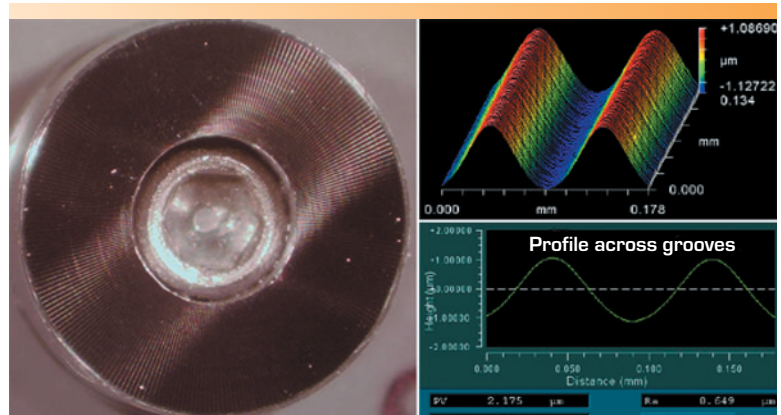 +1.08690
µm
-1.12722
0.134
mm
0.000
0.000
mm
0.178
Profile across grooves
+2.00000
+1.00000
+0.00000
-1.00000
-2.00000
Height (µm)
0.000
0.050
0.100
0.150
Distance (mm)
PV
2.175
µm
0.649
µm